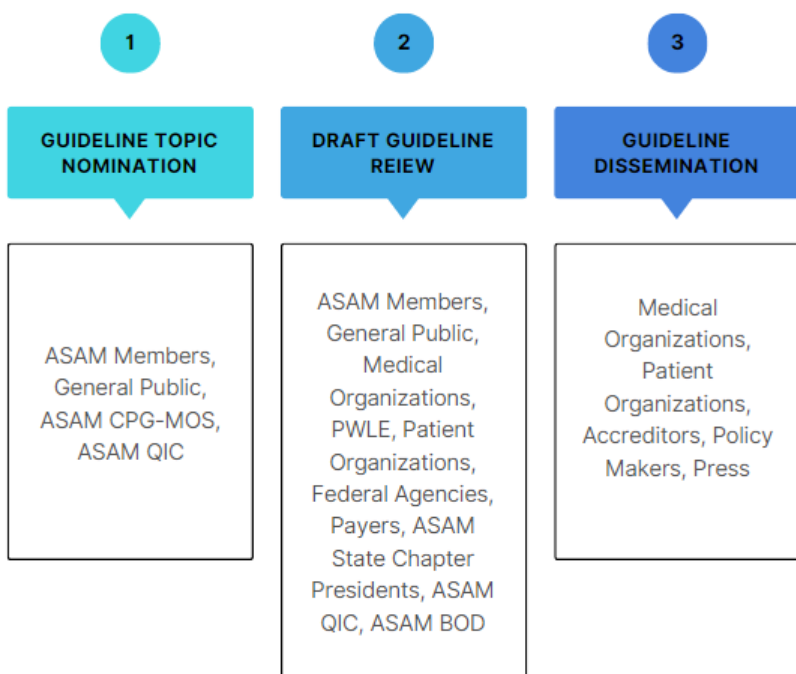 1
GUIDELINE TOPIC
NOMINATION
ASAM Members,
General Public,
ASAM CPG-MOS,
ASAM QIC
2
DRAFT GUIDELINE
REIEW
ASAM Members,
General Public,
Medical
Organizations,
PWLE, Patient
Organizations,
Federal Agencies,
Payers, ASAM
State Chapter
Presidents, ASAM
QIC, ASAM BOD
3
GUIDELINE
DISSEMINATION
Medical
Organizations,
Patient
Organizations,
Accreditors, Policy
Makers, Press